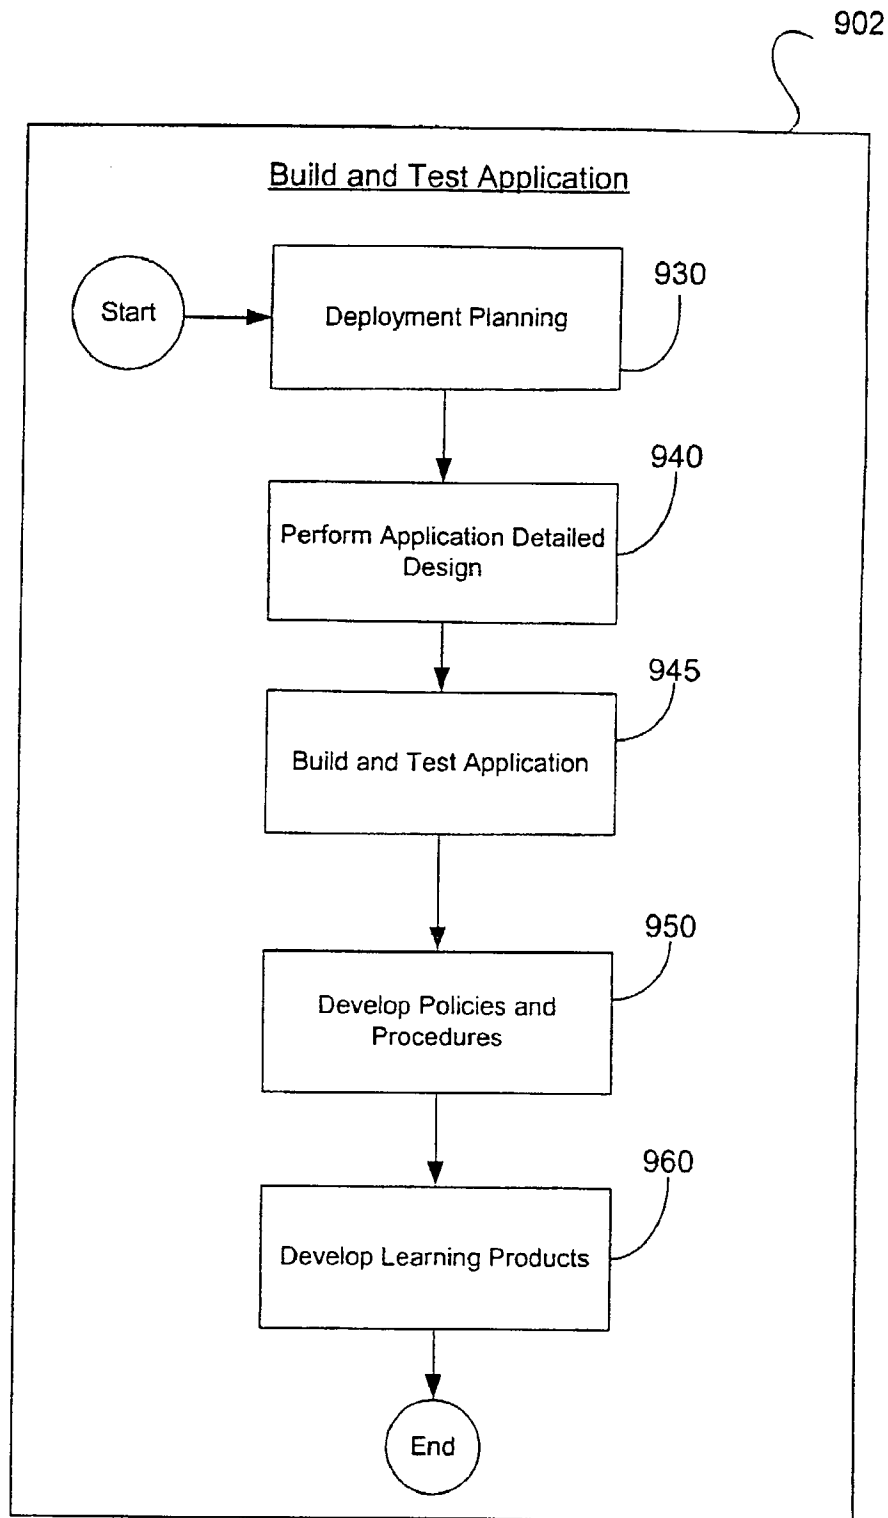 902
Build and Test Application
Start
Deployment Planning
930
940
Perform Application Detailed
Design
945
Build and Test Application
950
Develop Policies and
Procedures
960
Develop Learning Products
End